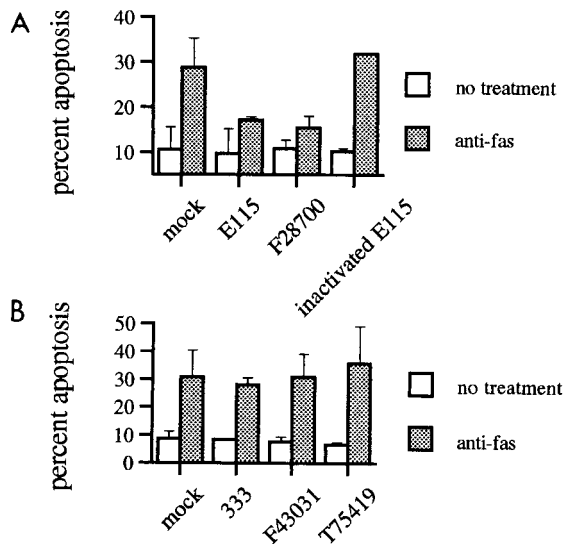 A
percent apoptosis
40
30
20
10
no treatment
anti-fas
mock
E115
F28700
inactivated E115
B
percent apoptosis
50
40
30
20
10
0
no treatment
anti-fas
mock
333
F43031
T75419